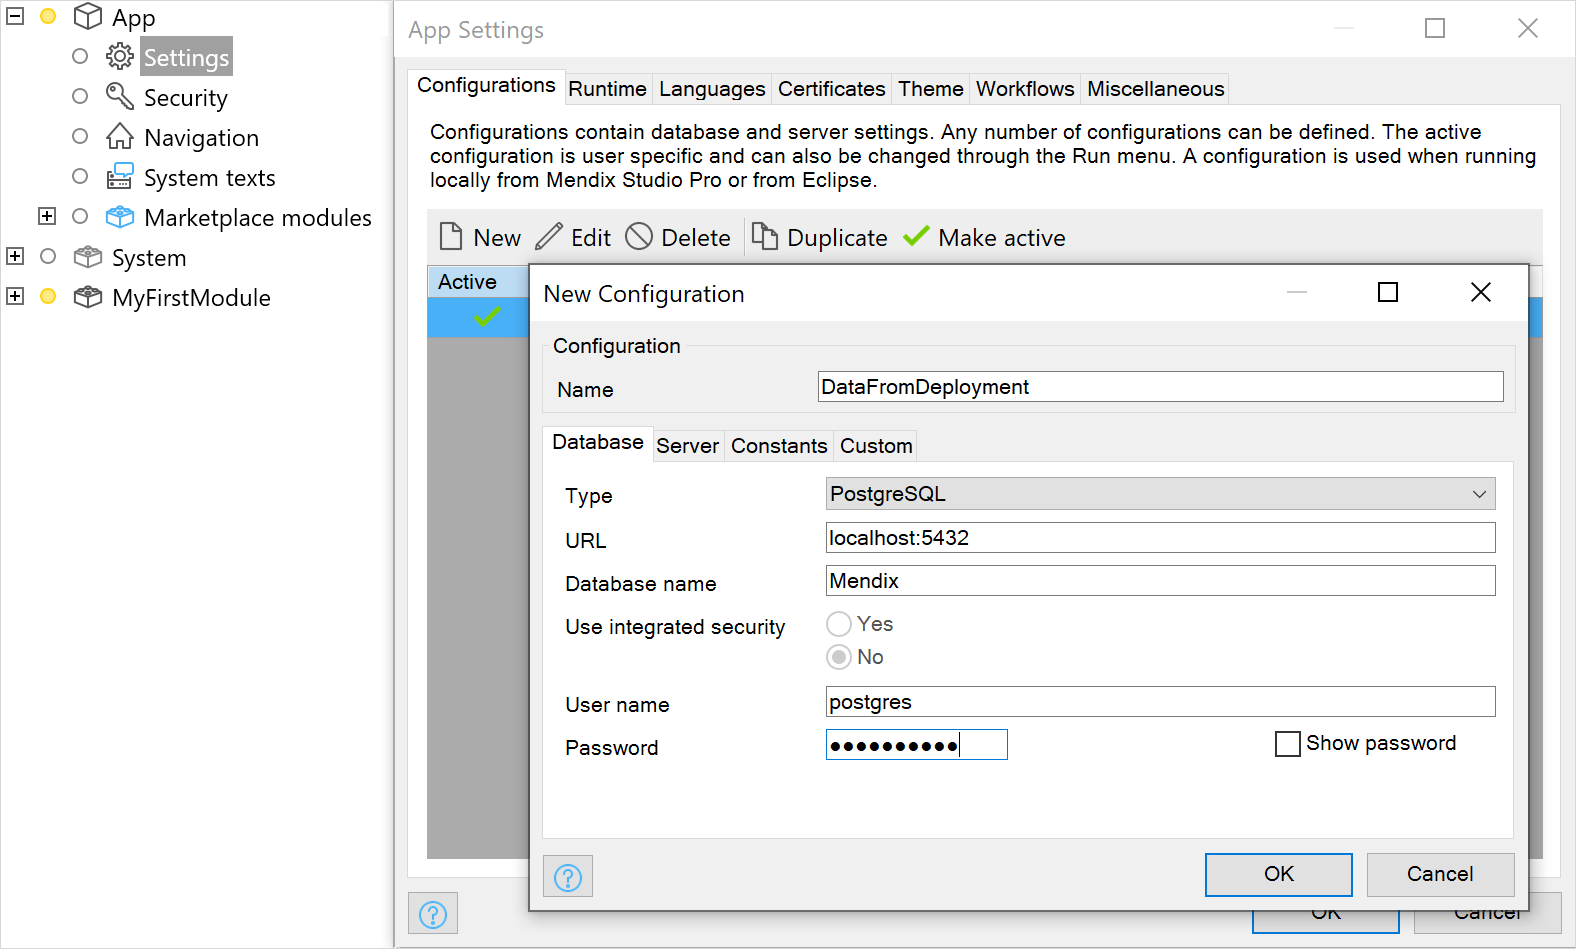 App
Settings
Security
Navigation
System texts
Marketplace modules
System
MyFirstModule
App Settings
Configurations Runtime Languages Certificates Theme Workflows Miscellaneous
Configurations contain database and server settings. Any number of configurations can be defined. The active
configuration is user specific and can also be changed through the Run menu. A configuration is used when running
locally from Mendix Studio Pro or from Eclipse.
New Edit Delete Duplicate Make active
Active
New Configuration
Configuration
Name DataFromDeployment
Database Server Constants Custom
Type PostgreSQL
URL localhost:5432
Database name Mendix
Use integrated security Yes
No
User name postgres
Password ●●●●●●●●●● Show password
? OK Cancel
? OK Cancel